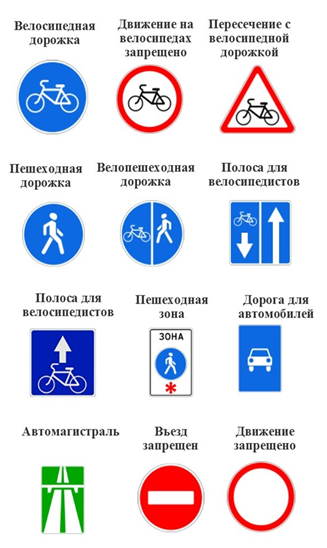 Велосипедная
дорожка
Движение на
велосипедах
запрещено
Пересечение с
велосипедной
дорожкой
Пешеходная
дорожка
Велопешеходная
дорожка
Полоса для
велосипедистов
Полоса для
велосипедистов
Пешеходная
зона
ЗОНА
*
Дорога для
автомобилей
Автомагистраль
Въезд
запрещен
Движение
запрещено